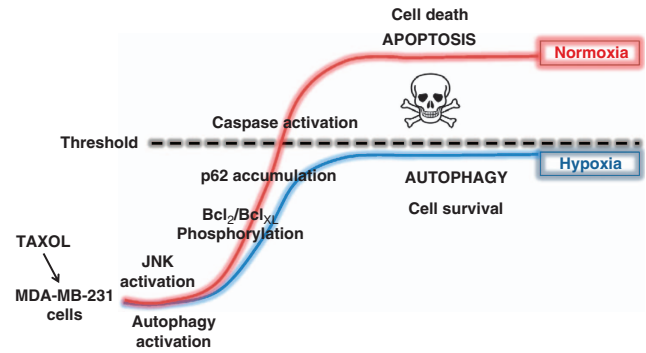 Cell death
APOPTOSIS
Normoxia
Caspase activation
Threshold
Hypoxia
p62 accumulation
AUTOPHAGY
Cell survival
Bcl2/BclXL
Phosphorylation
TAXOL
JNK
activation
MDA-MB-231
cells
Autophagy
activation